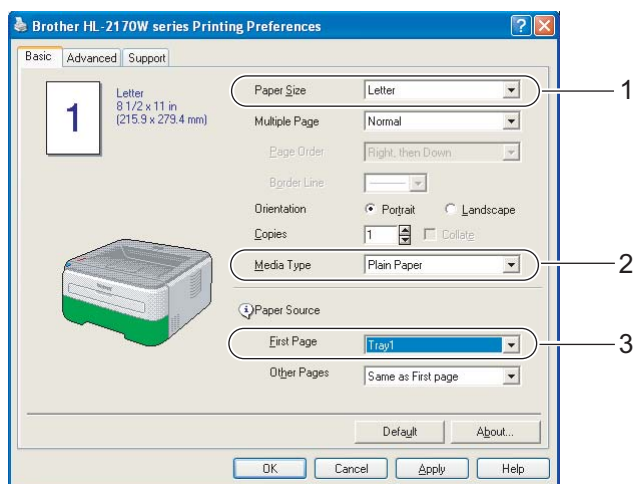 Brother HL-2170W series Printing Preferences
Basic Advanced Support
1
Letter
8 1/2 x 11 in
(215.9 x 279.4 mm)
Paper Size Letter 1
Multiple Page Normal
Page Order Right, then Down
Border Line
Orientation Portrait Landscape
Copies 1 Collate
Media Type Plain Paper 2
Paper Source
First Page Tray1 3
Other Pages Same as First page
Default About...
OK Cancel Apply Help